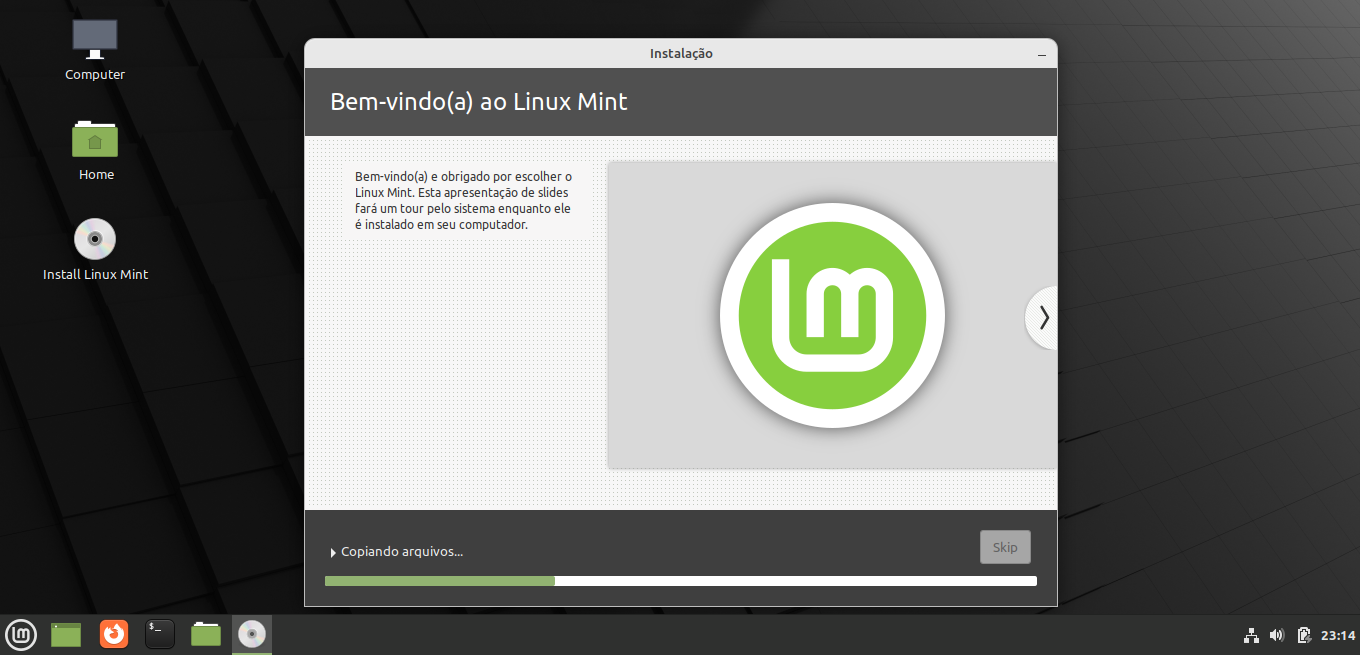 Computer
Home
Install Linux Mint
Instalação
Bem-vindo(a) ao Linux Mint
Bem-vindo(a) e obrigado por escolher o
Linux Mint. Esta apresentação de slides
fará um tour pelo sistema enquanto ele
é instalado em seu computador.
Copiando arquivos...
Skip
$_
23:14